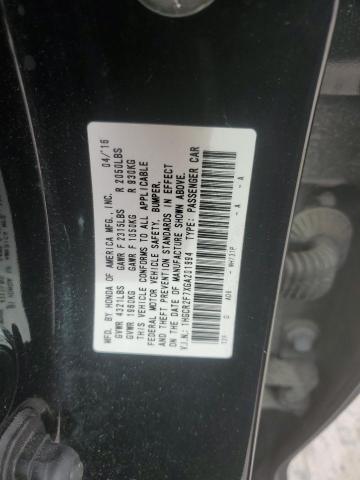 MFD. BY HONDA OF AMERICA MFG., INC. 04/'16
GVWR 4321LBS GAWR F 2315LBS R 2050LBS
GVWR 1960KG GAWR F 1050KG R 930KG
THIS VEHICLE CONFORMS TO ALL APPLICABLE
FEDERAL MOTOR VEHICLE SAFETY, BUMPER,
AND THEFT PREVENTION STANDARDS IN EFFECT
ON THE DATE OF MANUFACTURE SHOWN ABOVE.
V.I.N.: 1HGCR2F7XGA201994 TYPE: PASSENGER CAR